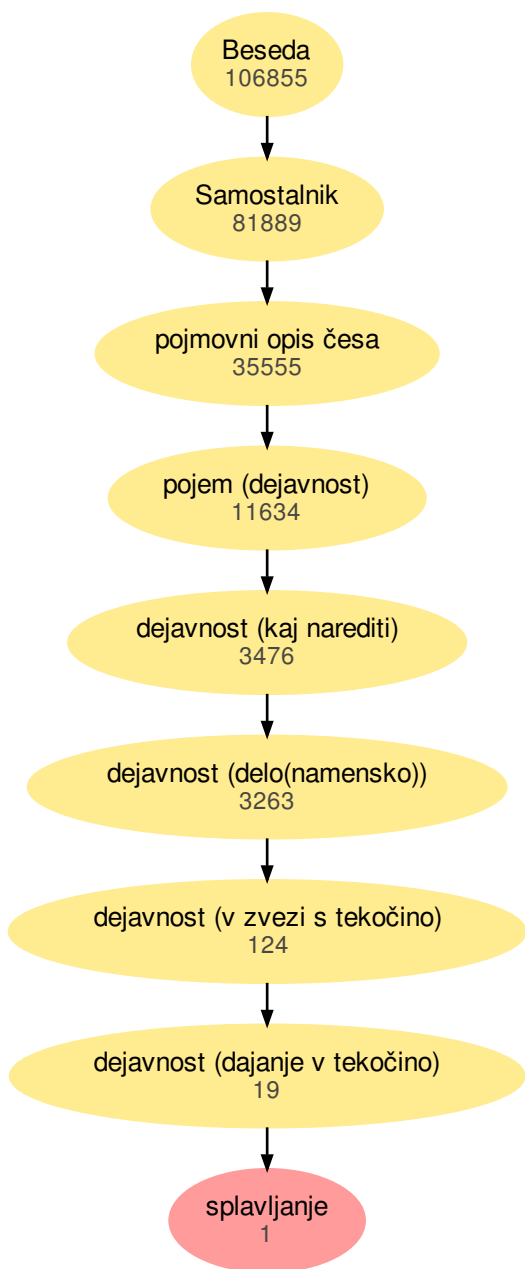 Beseda
106855
Samostalnik
81889
pojmovni opis česa
35555
pojem (dejavnost)
11634
dejavnost (kaj narediti)
3476
dejavnost (delo(namensko))
3263
dejavnost (v zvezi s tekočino)
124
dejavnost (dajanje v tekočino)
19
splavljanje
1